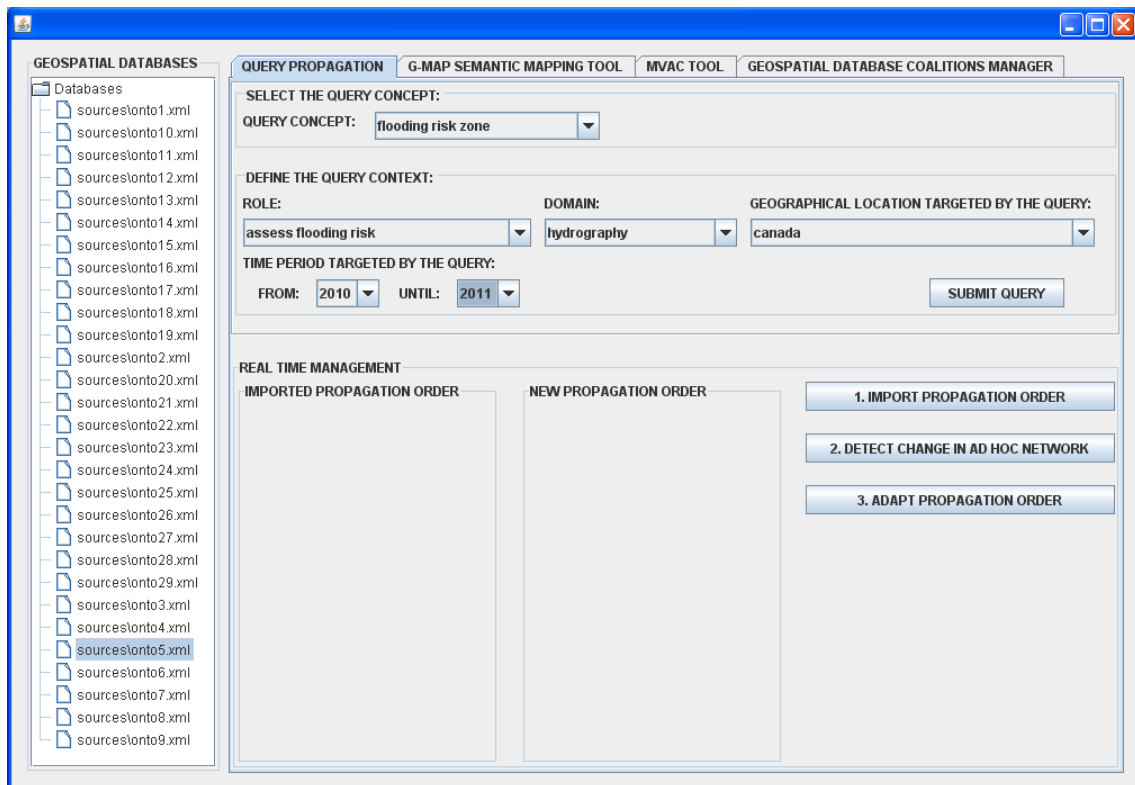 GEOSPATIAL DATABASES
Databases
sources\onto1.xml
sources\onto10.xml
sources\onto11.xml
sources\onto12.xml
sources\onto13.xml
sources\onto14.xml
sources\onto15.xml
sources\onto16.xml
sources\onto17.xml
sources\onto18.xml
sources\onto19.xml
sources\onto2.xml
sources\onto20.xml
sources\onto21.xml
sources\onto22.xml
sources\onto23.xml
sources\onto24.xml
sources\onto25.xml
sources\onto26.xml
sources\onto27.xml
sources\onto28.xml
sources\onto29.xml
sources\onto3.xml
sources\onto4.xml
sources\onto5.xml
sources\onto6.xml
sources\onto7.xml
sources\onto8.xml
sources\onto9.xml
QUERY PROPAGATION G-MAP SEMANTIC MAPPING TOOL MVAC TOOL GEOSPATIAL DATABASE COALITIONS MANAGER
SELECT THE QUERY CONCEPT:
QUERY CONCEPT: flooding risk zone
DEFINE THE QUERY CONTEXT:
ROLE: DOMAIN: GEOGRAPHICAL LOCATION TARGETED BY THE QUERY:
assess flooding risk hydrography canada
TIME PERIOD TARGETED BY THE QUERY:
FROM: 2010 UNTIL: 2011 SUBMIT QUERY
REAL TIME MANAGEMENT
IMPORTED PROPAGATION ORDER NEW PROPAGATION ORDER
1. IMPORT PROPAGATION ORDER
2. DETECT CHANGE IN AD HOC NETWORK
3. ADAPT PROPAGATION ORDER